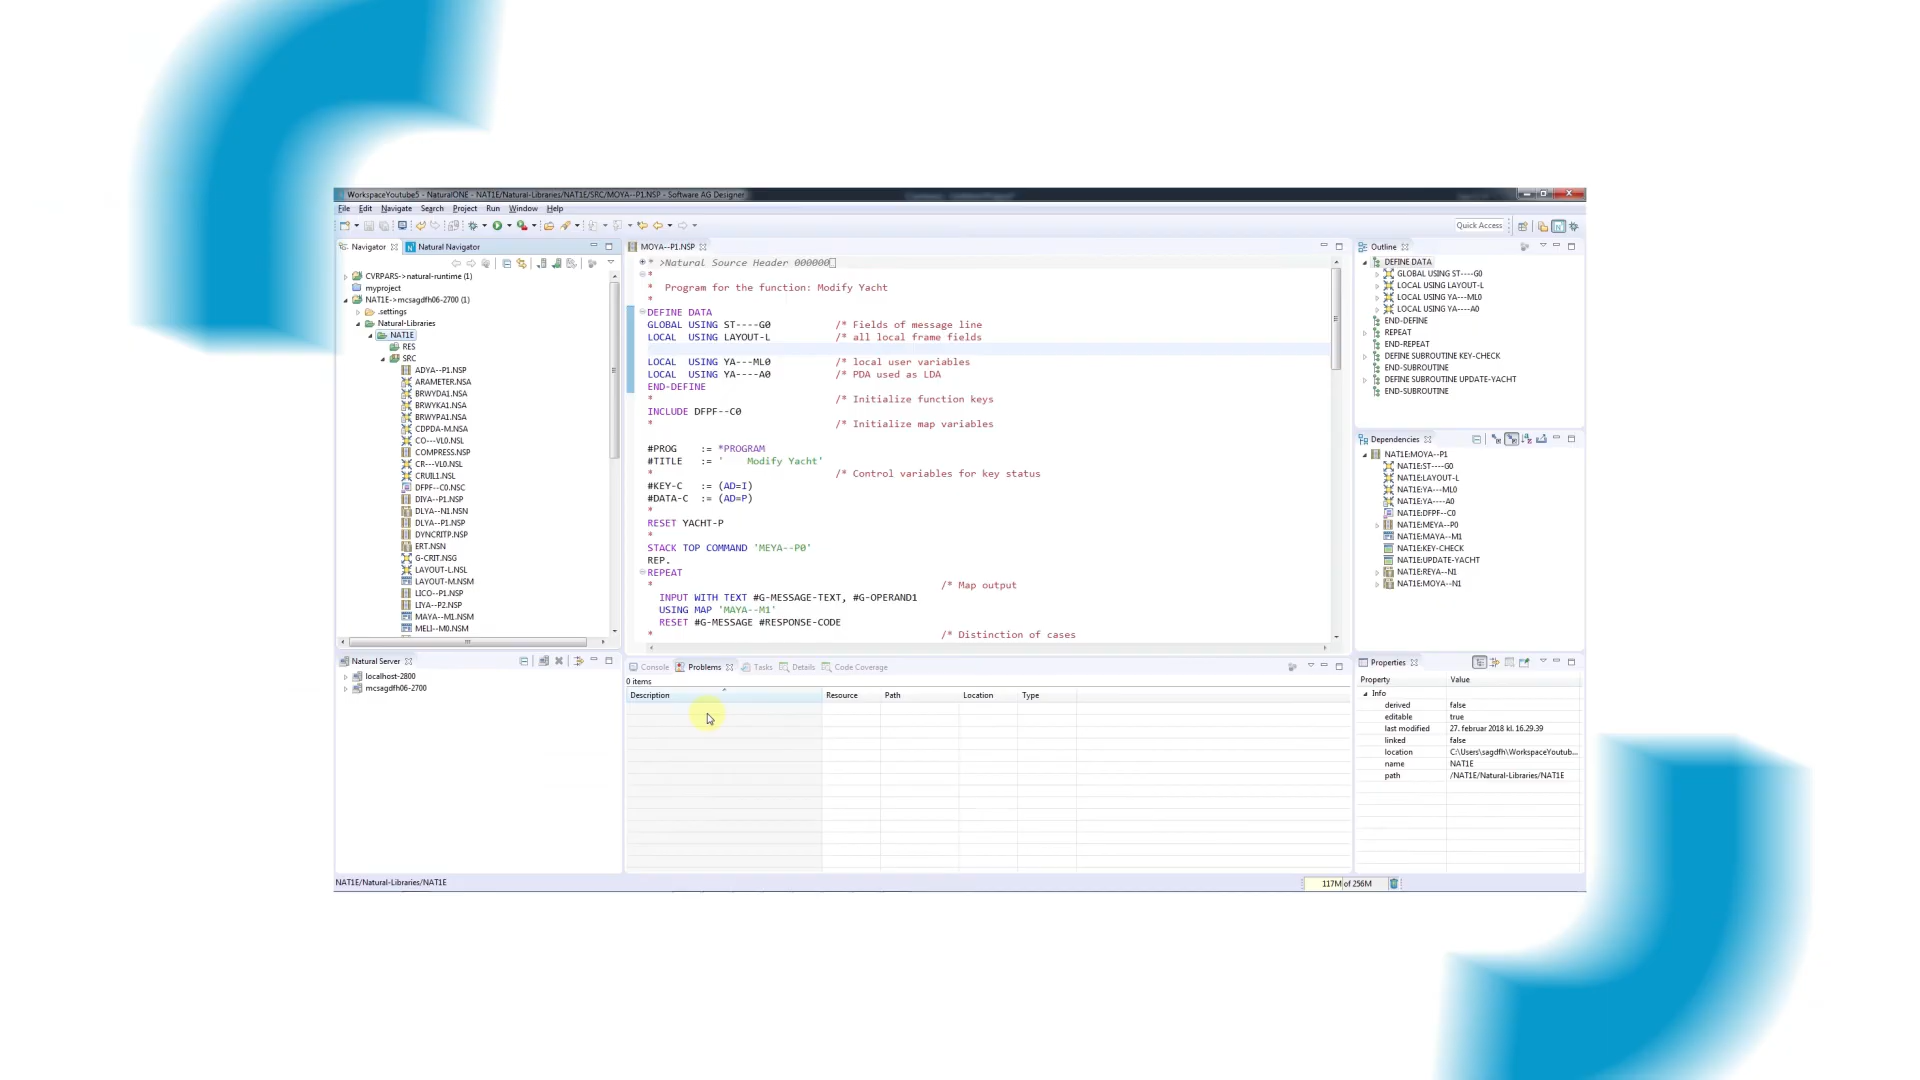 WorkspaceYoutube5 - NaturalONE - NAT1E/Natural-Libraries/NAT1E/SRC/MOYA--P1.NSP - Software AG Designer
File Edit Navigate Search Project Run Window Help
Quick Access
Navigator
Natural Navigator
CVRPARS->natural-runtime (1)
myproject
NAT1E->mcsagdfh06-2700 (1)
.settings
Natural-Libraries
NAT1E
RES
SRC
ADYA--P1.NSP
ARAMETER.NSA
BRWYDA1.NSA
BRWYKA1.NSA
BRWYPA1.NSA
CDPDA-M.NSA
CO---VL0.NSL
COMPRESS.NSP
CR---VL0.NSL
CRUIL1.NSL
DFPF--C0.NSC
DIYA--P1.NSP
DLYA--N1.NSN
DLYA--P1.NSP
DYNCRITP.NSP
ERT.NSN
G-CRIT.NSG
LAYOUT-L.NSL
LAYOUT-M.NSM
LICO--P1.NSP
LIYA--P2.NSP
MAYA--M1.NSM
MELI--M0.NSM
Natural Server
localhost-2800
mcsagdfh06-2700
MOYA--P1.NSP
* >Natural Source Header 000000
*
*  Program for the function: Modify Yacht
*
DEFINE DATA
GLOBAL USING ST----G0 /* Fields of message line
LOCAL USING LAYOUT-L /* all local frame fields
LOCAL USING YA---ML0 /* local user variables
LOCAL USING YA----A0 /* PDA used as LDA
END-DEFINE
* /* Initialize function keys
INCLUDE DFPF--C0
* /* Initialize map variables
#PROG := *PROGRAM
#TITLE := '    Modify Yacht'
* /* Control variables for key status
#KEY-C := (AD=I)
#DATA-C := (AD=P)
*
RESET YACHT-P
*
STACK TOP COMMAND 'MEYA--P0'
REP.
REPEAT
* /* Map output
INPUT WITH TEXT #G-MESSAGE-TEXT, #G-OPERAND1
USING MAP 'MAYA--M1'
RESET #G-MESSAGE #RESPONSE-CODE
* /* Distinction of cases
Console Problems Tasks Details Code Coverage
0 items
Description Resource Path Location Type
Outline
DEFINE DATA
GLOBAL USING ST----G0
LOCAL USING LAYOUT-L
LOCAL USING YA---ML0
LOCAL USING YA----A0
END-DEFINE
REPEAT
END-REPEAT
DEFINE SUBROUTINE KEY-CHECK
END-SUBROUTINE
DEFINE SUBROUTINE UPDATE-YACHT
END-SUBROUTINE
Dependencies
NAT1E:MOYA--P1
NAT1E:ST----G0
NAT1E:LAYOUT-L
NAT1E:YA---ML0
NAT1E:YA----A0
NAT1E:DFPF--C0
NAT1E:MEYA--P0
NAT1E:MAYA--M1
NAT1E:KEY-CHECK
NAT1E:UPDATE-YACHT
NAT1E:REYA--N1
NAT1E:MOYA--N1
Properties
Property Value
Info
derived false
editable true
last modified 27. februar 2018 kl. 16.29.39
linked false
location C:\Users\sagdfh\WorkspaceYoutub...
name NAT1E
path /NAT1E/Natural-Libraries/NAT1E
NAT1E/Natural-Libraries/NAT1E
117M of 256M